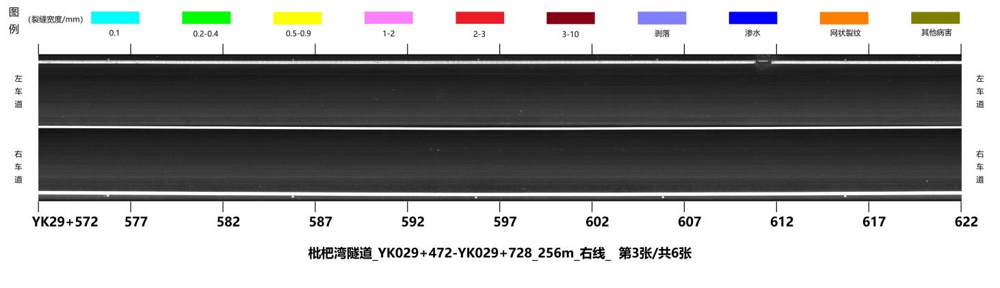 图例
(裂缝宽度/mm)
0.1
0.2-0.4
0.5-0.9
1-2
2-3
3-10
剥落
渗水
网状裂纹
其他病害
左车道
左车道
右车道
右车道
YK29+572 577 582 587 592 597 602 607 612 617 622
枇杷湾隧道_YK029+472-YK029+728_256m_右线_ 第3张/共6张